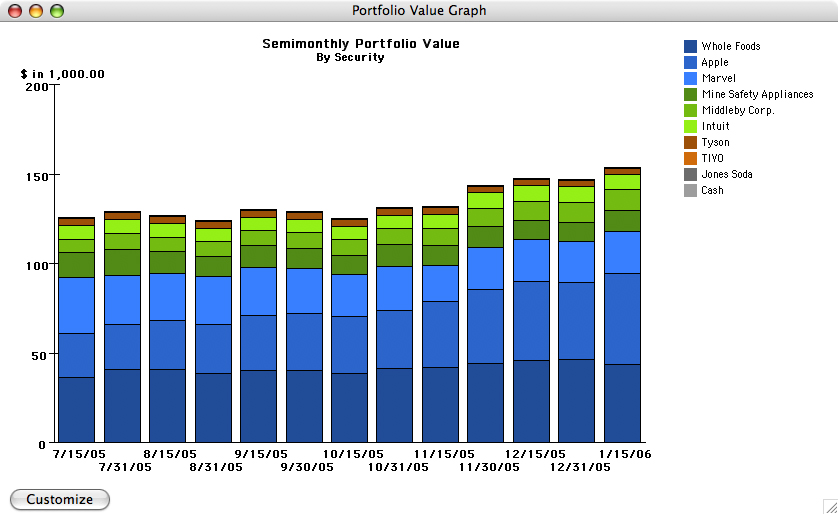 Portfolio Value Graph
Semimonthly Portfolio Value
By Security
$ in 1,000.00
200
150
100
50
0
7/15/05 8/15/05 9/15/05 10/15/05 11/15/05 12/15/05 1/15/06
7/31/05 8/31/05 9/30/05 10/31/05 11/30/05 12/31/05
Whole Foods
Apple
Marvel
Mine Safety Appliances
Middleby Corp.
Intuit
Tyson
TIVO
Jones Soda
Cash
Customize